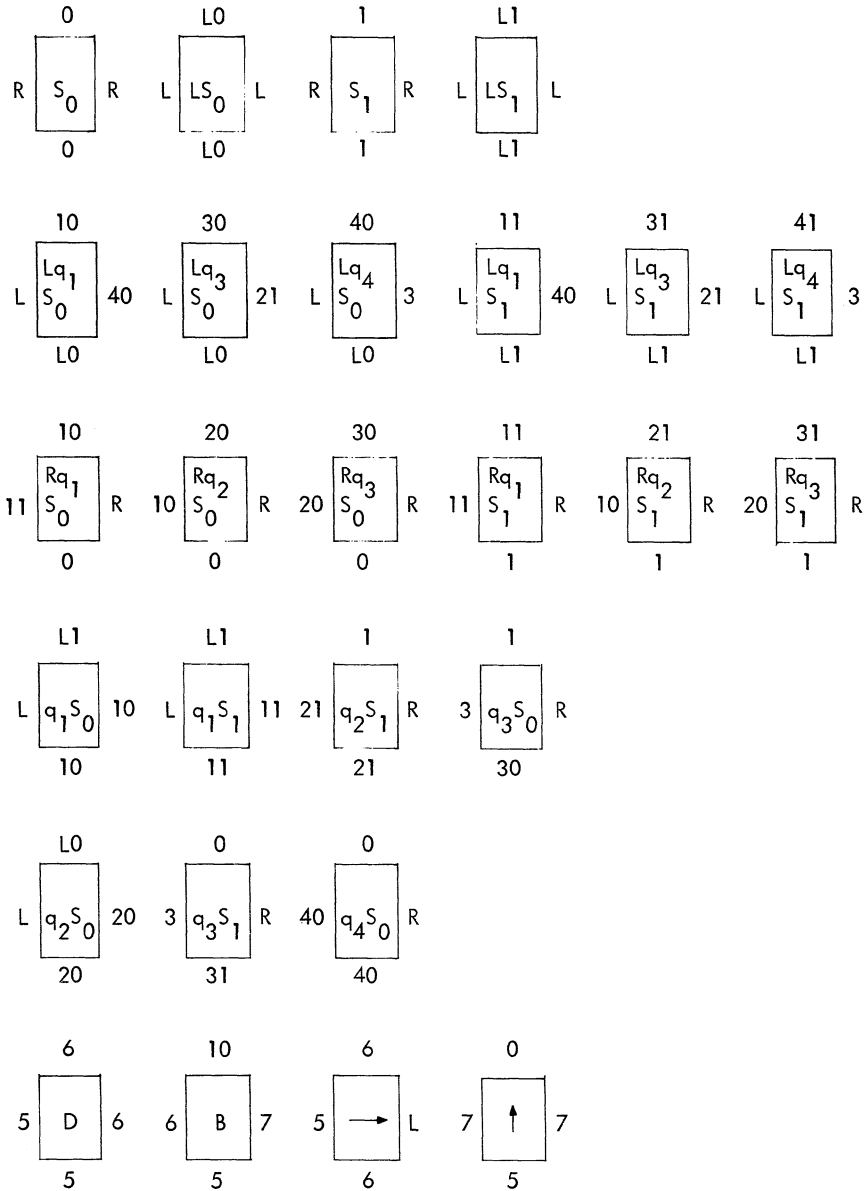 0 L0 1 L1
R S0 R L LS0 L R S1 R L LS1 L
0 L0 1 L1
10 30 40 11 31 41
Lq1 Lq3 Lq4 Lq1 Lq3 Lq4
L S0 40 L S0 21 L S0 3 L S1 40 L S1 21 L S1 3
L0 L0 L0 L1 L1 L1
10 20 30 11 21 31
Rq1 Rq2 Rq3 Rq1 Rq2 Rq3
11 S0 R 10 S0 R 20 S0 R 11 S1 R 10 S1 R 20 S1 R
0 0 0 1 1 1
L1 L1 1 1
L q1S0 10 L q1S1 11 21 q2S1 R 3 q3S0 R
10 11 21 30
L0 0 0
L q2S0 20 3 q3S1 R 40 q4S0 R
20 31 40
6 10 6 0
5 D 6 6 B 7 5 → L 7 ↑ 7
5 5 6 5